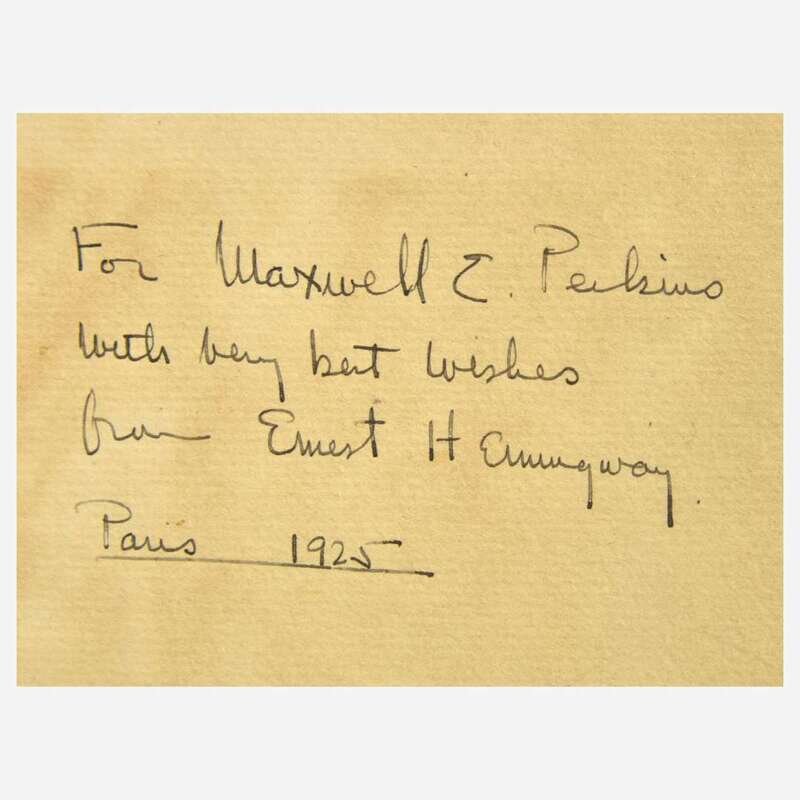 For Maxwell E. Perkins
with very best wishes
from Ernest Hemingway.
Paris 1925